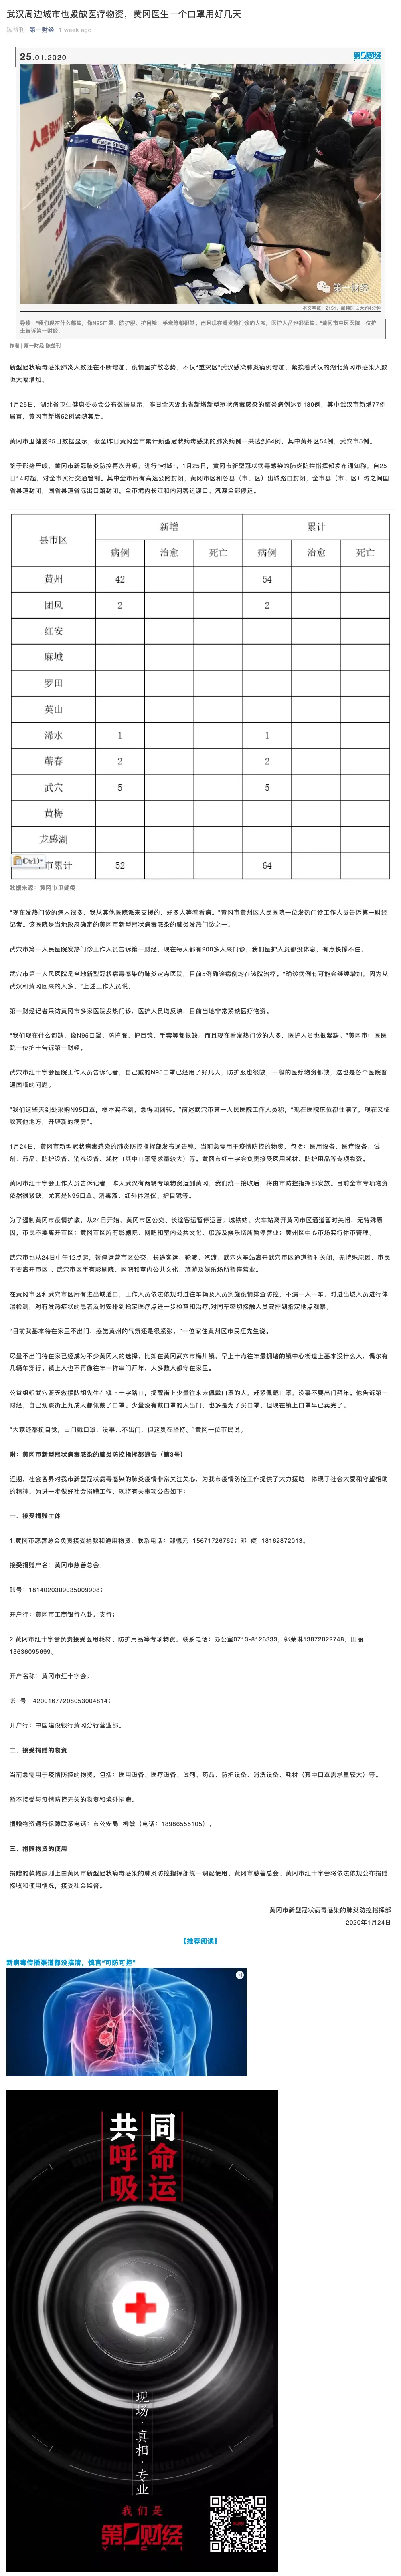 武汉周边城市也紧缺医疗物资，黄冈医生一个口罩用好几天
陈益刊 第一财经 1 week ago
25.01.2020
第一财经
第一财经
本文字数：2191，阅读时长大约4分钟
导读：“我们现在什么都缺，像N95口罩、防护服、护目镜、手套等都很缺。也且现在看发热门诊的人多，医护人员也很紧缺。”黄冈市中医医院一位护
士告诉第一财经。
作者 | 第一财经 陈益刊
新型冠状病毒感染肺炎人数还在不断增加，疫情呈扩散态势，不仅“重灾区”武汉感染肺炎病例增加，紧挨着武汉的湖北黄冈市感染人数
也大幅增加。
1月25日，湖北省卫生健康委员会公布数据显示，昨日全天湖北省新增新型冠状病毒感染的肺炎病例达到180例，其中武汉市新增77例
居首，黄冈市新增52例紧随其后。
黄冈市卫健委25日数据显示，截至昨日黄冈全市累计新型冠状病毒感染的肺炎病例一共达到64例，其中黄州区54例，武穴市5例。
鉴于形势严峻，黄冈市新冠肺炎防控再次升级，进行“封城”。1月25日，黄冈市新型冠状病毒感染的肺炎防控指挥部发布通知称，自25
日14时起，对全市实行交通管制，其中全市所有高速公路封闭，黄冈市区和各县（市、区）出城路口封闭，全市县（市、区）域之间国
省县道封闭，国省县道省际出口路封闭。全市境内长江和内河客运渡口、汽渡全部停运。
县市区 新增 累计
病例 治愈 死亡 病例 治愈 死亡
黄州 42 54
团风 2 2
红安
麻城
罗田
英山
浠水 1 1
蕲春 2 2
武穴 5 5
黄梅
龙感湖
(Ctrl) 市累计 52 64
数据来源：黄冈市卫健委
“现在发热门诊的病人很多，我从其他医院派来支援的，好多人等着看病。”黄冈市黄州区人民医院一位发热门诊工作人员告诉第一财经
记者。该医院是当地政府确定的黄冈市新型冠状病毒感染的肺炎发热门诊之一。
武穴市第一人民医院发热门诊工作人员告诉第一财经，现在每天都有200多人来门诊，我们医护人员都没休息，有点快撑不住。
武穴市第一人民医院是当地新型冠状病毒感染的肺炎定点医院，目前5例确诊病例均在该院治疗。“确诊病例有可能会继续增加，因为从
武汉和黄冈回来的人多。”上述工作人员说。
第一财经记者采访黄冈市多家医院发热门诊，医护人员均反映，目前当地非常紧缺医疗物资。
“我们现在什么都缺，像N95口罩、防护服、护目镜、手套等都很缺。而且现在看发热门诊的人多，医护人员也很紧缺。”黄冈市中医医
院一位护士告诉第一财经。
武穴市红十字会医院工作人员告诉记者，自己戴的N95口罩已经用了好几天，防护服也很缺，一般的医疗物资都缺，这也是各个医院普
遍面临的问题。
“我们这些天到处采购N95口罩，根本买不到，急得团团转。”前述武穴市第一人民医院工作人员称，“现在医院床位都住满了，现在又征
收其他地方，开辟新的病房。”
1月24日，黄冈市新型冠状病毒感染的肺炎防控指挥部发布通告称，当前急需用于疫情防控的物资，包括：医用设备、医疗设备、试
剂、药品、防护设备、消洗设备、耗材（其中口罩需求量较大）等。黄冈市红十字会负责接受医用耗材、防护用品等专项物资。
黄冈市红十字会工作人员告诉记者，昨天武汉有两辆专项物资运到黄冈，我们统一接收后，将由市防控指挥部发放。目前全市专项物资
依然很紧缺，尤其是N95口罩、消毒液、红外体温仪、护目镜等。
为了遏制黄冈市疫情扩散，从24日开始，黄冈市区公交、长途客运暂停运营；城铁站、火车站离开黄冈市区通道暂时关闭，无特殊原
因，市民不要离开市区；黄冈市区所有影剧院、网吧和室内公共文化、旅游及娱乐场所暂停营业；黄州区中心市场实行休市管理。
武穴市也从24日中午12点起，暂停运营市区公交、长途客运、轮渡、汽渡。武穴火车站离开武穴市区通道暂时关闭，无特殊原因，市民
不要离开市区；。武穴市区所有影剧院、网吧和室内公共文化、旅游及娱乐场所暂停营业。
在黄冈市区和武穴市区所有进出城道口，工作人员依法依规对过往车辆及人员实施疫情排查防控，不漏一人一车。对进出城人员进行体
温检测，对有发热症状的患者及时安排到指定医疗点进一步检查和治疗;对同车密切接触人员安排到指定地点观察。
“目前我基本待在家里不出门，感觉黄州的气氛还是很紧张。”一位家住黄州区市民汪先生说。
尽量不出门待在家已经成为不少黄冈人的选择。比如在黄冈武穴市梅川镇，早上十点往年最拥堵的镇中心街道上基本没什么人，偶尔有
几辆车穿行。镇上人也不再像往年一样串门拜年，大多数人都守在家里。
公益组织武穴蓝天救援队胡先生在镇上十字路口，提醒街上少量往来未佩戴口罩的人，赶紧佩戴口罩，没事不要出门拜年。他告诉第一
财经，自己观察街上九成人都佩戴了口罩。少量没有戴口罩的人出门，也多是为了买口罩。但现在镇上口罩早已卖完了。
“大家还都挺自觉，出门戴口罩，没事儿不出门，但这贵在坚持。”黄冈一位市民说。
附：黄冈市新型冠状病毒感染的肺炎防控指挥部通告（第3号）
近期，社会各界对我市新型冠状病毒感染的肺炎疫情非常关注关心，为我市疫情防控工作提供了大力援助，体现了社会大爱和守望相助
的精神。为进一步做好社会捐赠工作，现将有关事项公告如下：
一、接受捐赠主体
1.黄冈市慈善总会负责接受捐款和通用物资，联系电话：邹德元 15671726769；邓 婕 18162872013。
接受捐赠户名：黄冈市慈善总会；
账号：1814020309035009908；
开户行：黄冈市工商银行八卦井支行；
2.黄冈市红十字会负责接受医用耗材、防护用品等专项物资。联系电话：办公室0713-8126333，郭荣琳13872022748，田丽
13636095699。
开户名称：黄冈市红十字会；
帐 号：42001677208053004814；
开户行：中国建设银行黄冈分行营业部。
二、接受捐赠的物资
当前急需用于疫情防控的物资，包括：医用设备、医疗设备、试剂、药品、防护设备、消洗设备、耗材（其中口罩需求量较大）等。
暂不接受与疫情防控无关的物资和境外捐赠。
捐赠物资通行保障联系电话：市公安局 柳敏（电话：18986555105）。
三、捐赠物资的使用
捐赠的款物原则上由黄冈市新型冠状病毒感染的肺炎防控指挥部统一调配使用。黄冈市慈善总会、黄冈市红十字会将依法依规公布捐赠
接收和使用情况，接受社会监督。
黄冈市新型冠状病毒感染的肺炎防控指挥部
2020年1月24日
【推荐阅读】
新病毒传播渠道都没搞清，慎言“可防可控”
共同
呼吸
命运
现场·真相·专业
我们是
第一财经
YICAI